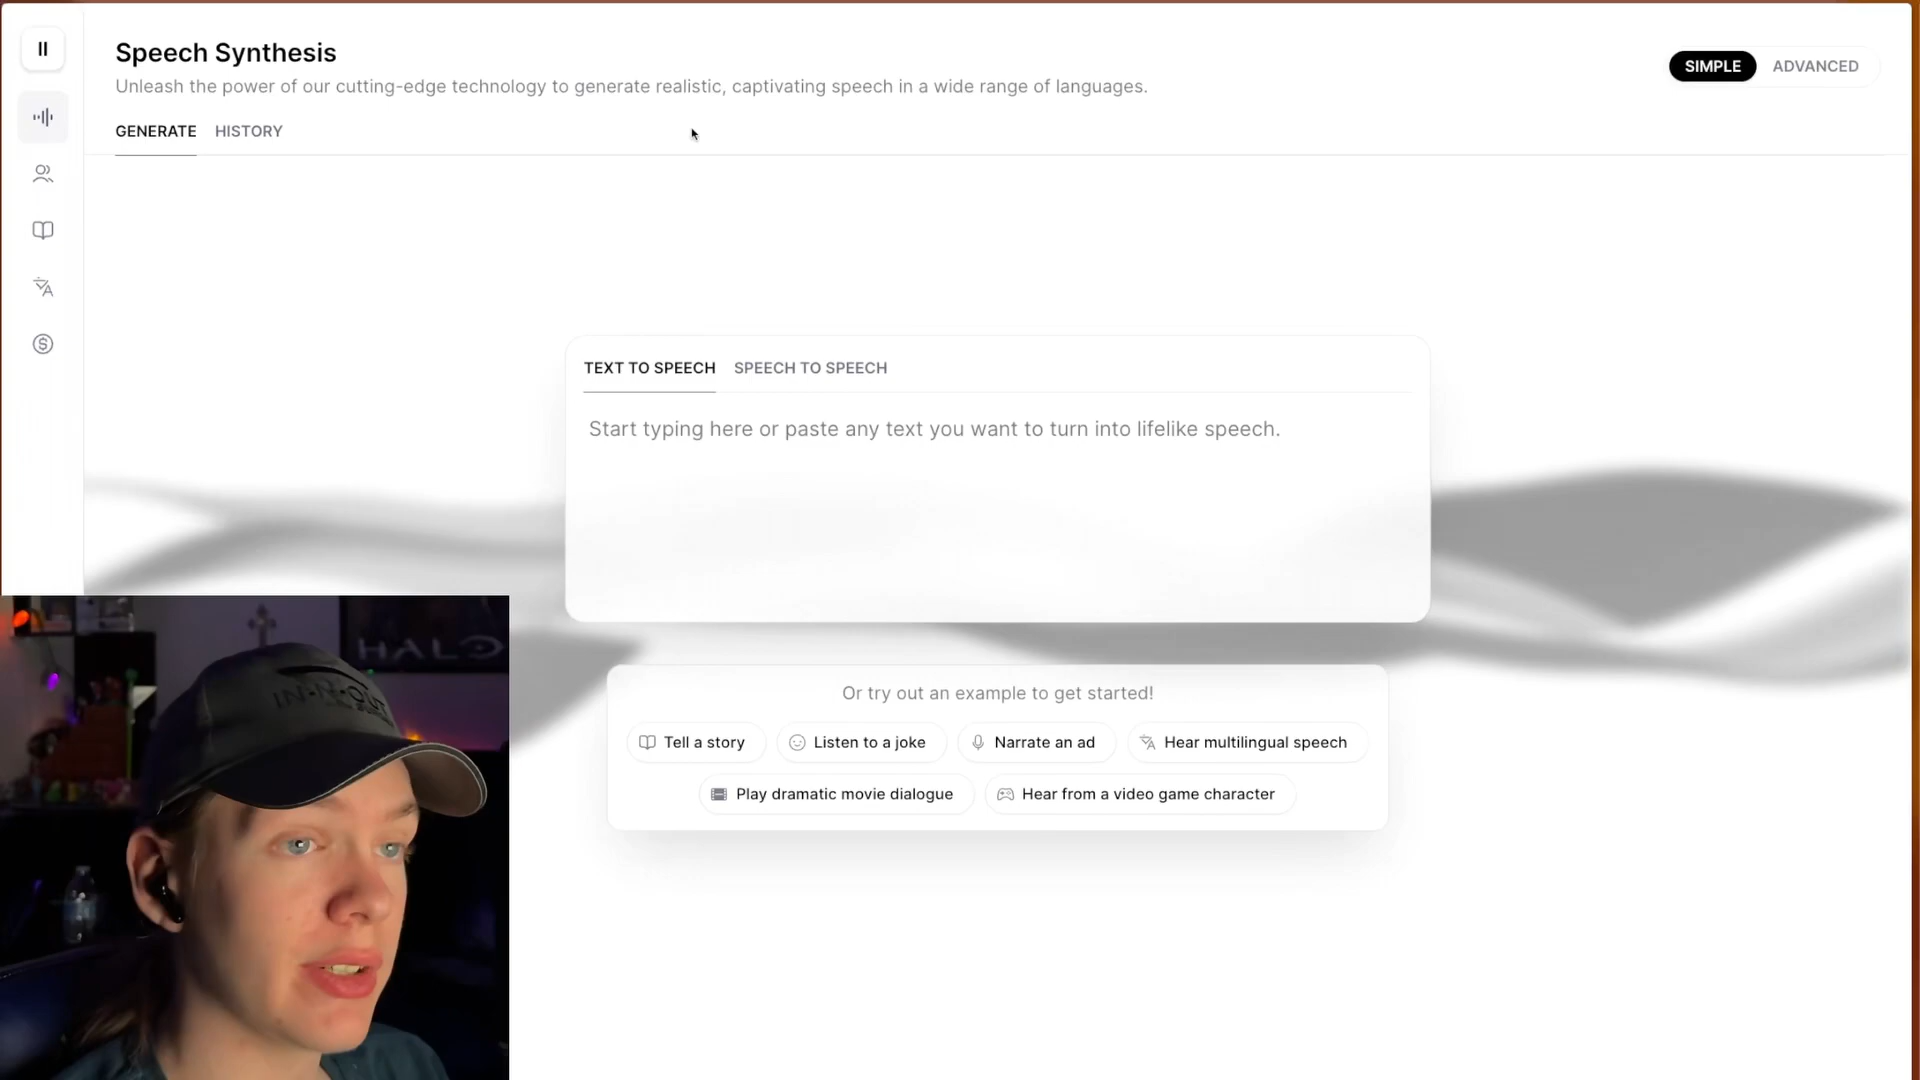 Speech Synthesis
SIMPLE ADVANCED
Unleash the power of our cutting-edge technology to generate realistic, captivating speech in a wide range of languages.
GENERATE HISTORY
TEXT TO SPEECH SPEECH TO SPEECH
Start typing here or paste any text you want to turn into lifelike speech.
Or try out an example to get started!
Tell a story Listen to a joke Narrate an ad Hear multilingual speech
Play dramatic movie dialogue Hear from a video game character
HALO
IN-N-OUT